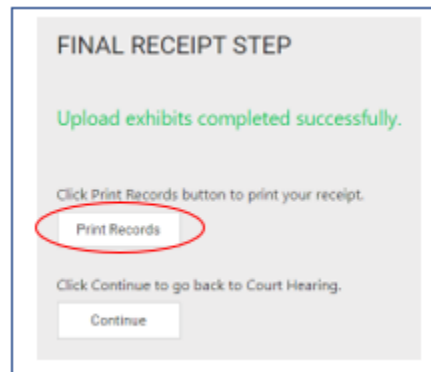 FINAL RECEIPT STEP
Upload exhibits completed successfully.
Click Print Records button to print your receipt.
Print Records
Click Continue to go back to Court Hearing.
Continue